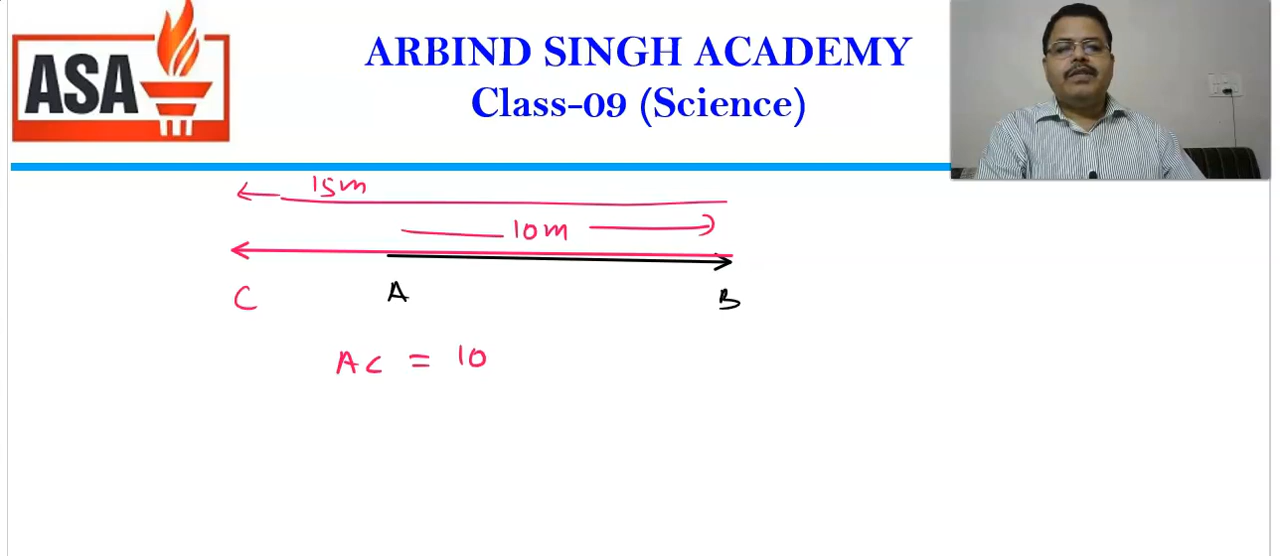 ASA
ARBIND SINGH ACADEMY
Class-09 (Science)
15m
10m
C A B
AC = 10